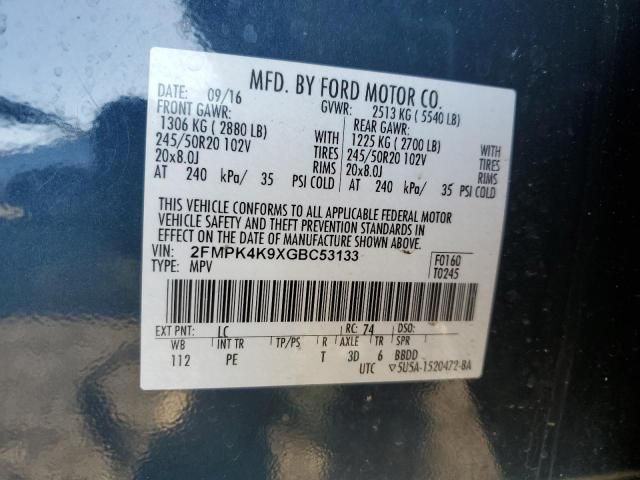 MFD. BY FORD MOTOR CO.
DATE: 09/16 GVWR: 2513 KG ( 5540 LB)
FRONT GAWR: REAR GAWR:
1306 KG ( 2880 LB) WITH 1225 KG ( 2700 LB) WITH
245/50R20 102V TIRES 245/50R20 102V TIRES
20x8.0J RIMS 20x8.0J RIMS
AT 240 kPa/ 35 PSI COLD AT 240 kPa/ 35 PSI COLD
THIS VEHICLE CONFORMS TO ALL APPLICABLE FEDERAL MOTOR
VEHICLE SAFETY AND THEFT PREVENTION STANDARDS IN
EFFECT ON THE DATE OF MANUFACTURE SHOWN ABOVE.
VIN: 2FMPK4K9XGBC53133 F0160
TYPE: MPV T0245
EXT PNT: LC RC: 74 DSO:
WB INT TR TP/PS R AXLE TR SPR
112 PE T 3D 6 BBDD
UTC ▽5U5A-1520472-BA